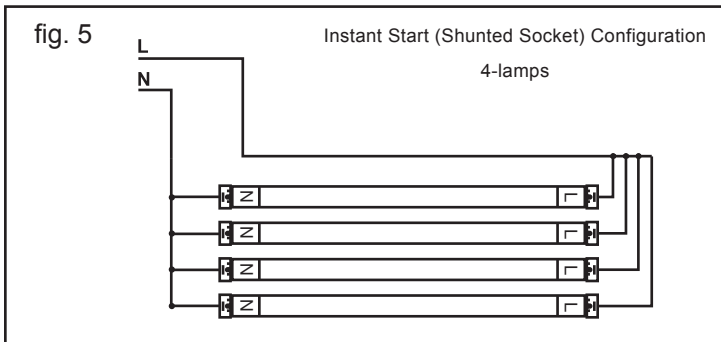 fig. 5
Instant Start (Shunted Socket) Configuration
4-lamps
L
N
N L
N L
N L
N L